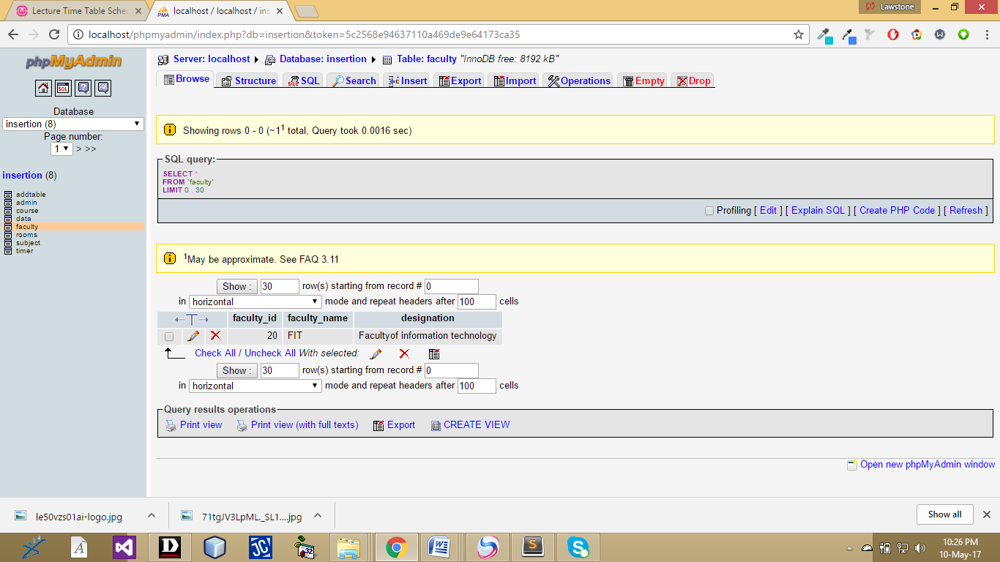 Lecture Time Table Sche
localhost / localhost / ins
Lawstone
localhost/phpmyadmin/index.php?db=insertion&token=5c2568e94637110a469de9e64173ca35
phpMyAdmin
Server: localhost Database: insertion Table: faculty "InnoDB free: 8192 kB"
Browse Structure SQL Search Insert Export Import Operations Empty Drop
SQL
Database
insertion (8)
Page number:
1 > >>
insertion (8)
addtable
admin
course
data
faculty
rooms
subject
timer
Showing rows 0 - 0 (~1¹ total, Query took 0.0016 sec)
SQL query:
SELECT *
FROM `faculty`
LIMIT 0 , 30
Profiling [ Edit ] [ Explain SQL ] [ Create PHP Code ] [ Refresh ]
¹May be approximate. See FAQ 3.11
Show : 30 row(s) starting from record # 0
in horizontal mode and repeat headers after 100 cells
←T→ faculty_id faculty_name designation
20 FIT Facultyof information technology
Check All / Uncheck All With selected:
Show : 30 row(s) starting from record # 0
in horizontal mode and repeat headers after 100 cells
Query results operations
Print view Print view (with full texts) Export CREATE VIEW
Open new phpMyAdmin window
le50vzs01ai-logo.jpg
71tgJV3LpML._SL1....jpg
Show all
10:26 PM
10-May-17